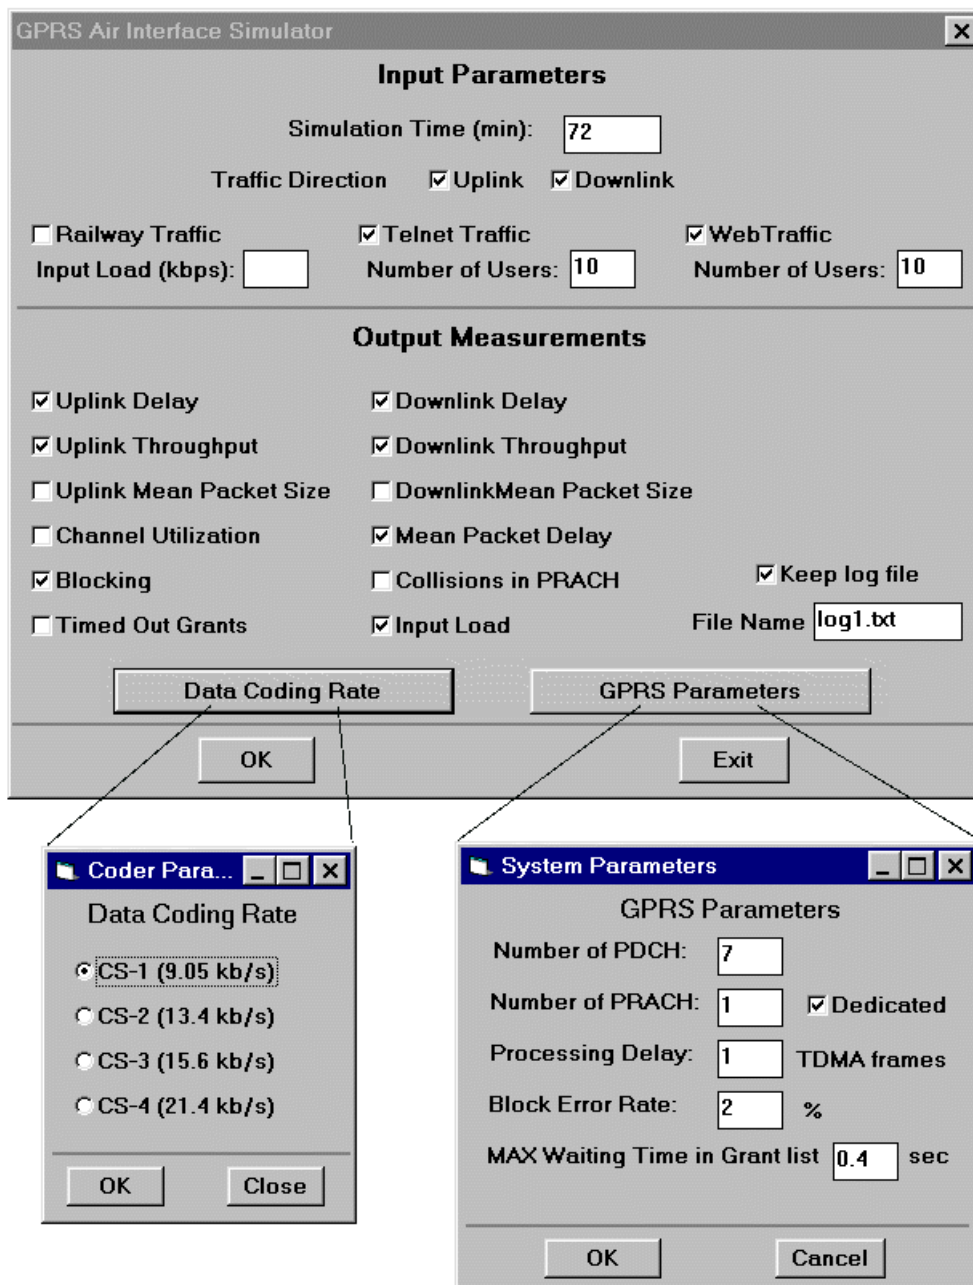 GPRS Air Interface Simulator
Input Parameters
Simulation Time (min): 72
Traffic Direction Uplink Downlink
Railway Traffic Telnet Traffic WebTraffic
Input Load (kbps): Number of Users: 10 Number of Users: 10
Output Measurements
Uplink Delay Downlink Delay
Uplink Throughput Downlink Throughput
Uplink Mean Packet Size DownlinkMean Packet Size
Channel Utilization Mean Packet Delay
Blocking Collisions in PRACH Keep log file
Timed Out Grants Input Load File Name log1.txt
Data Coding Rate GPRS Parameters
OK Exit
Coder Para...
Data Coding Rate
CS-1 (9.05 kb/s)
CS-2 (13.4 kb/s)
CS-3 (15.6 kb/s)
CS-4 (21.4 kb/s)
OK Close
System Parameters
GPRS Parameters
Number of PDCH: 7
Number of PRACH: 1 Dedicated
Processing Delay: 1 TDMA frames
Block Error Rate: 2 %
MAX Waiting Time in Grant list 0.4 sec
OK Cancel